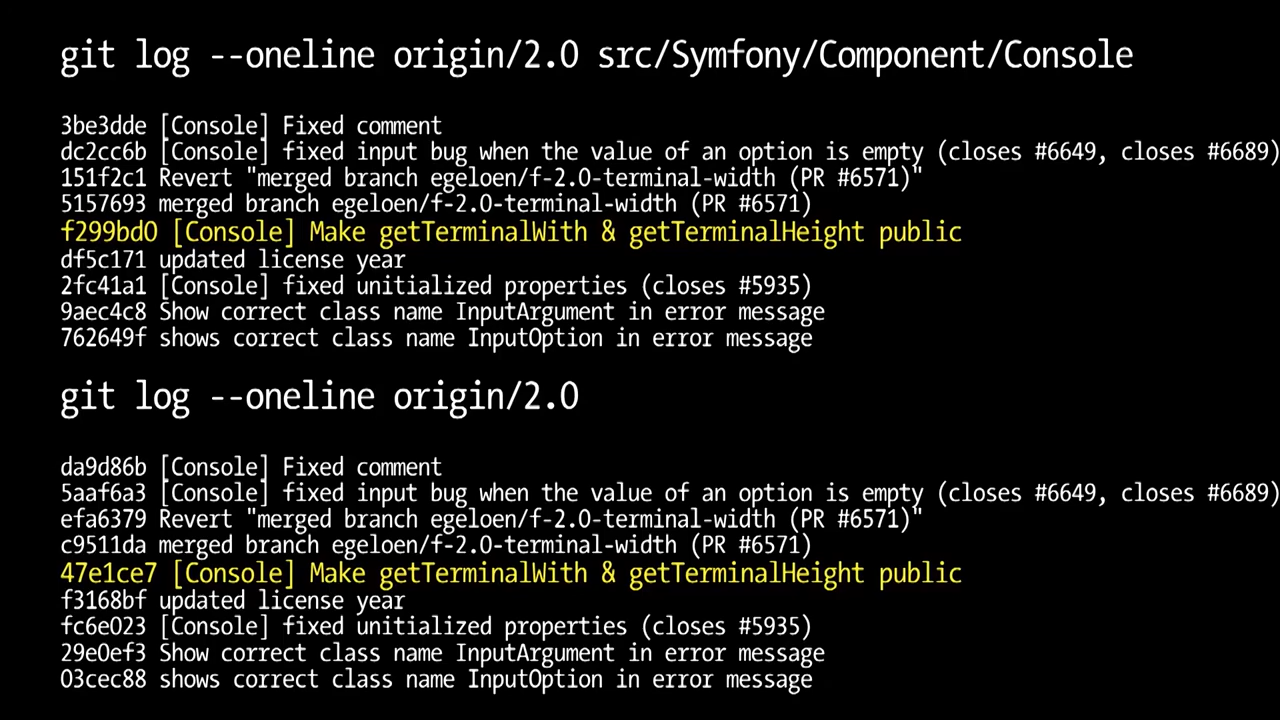 git log --oneline origin/2.0 src/Symfony/Component/Console
3be3dde [Console] Fixed comment
dc2cc6b [Console] fixed input bug when the value of an option is empty (closes #6649, closes #6689)
151f2c1 Revert "merged branch egeloen/f-2.0-terminal-width (PR #6571)"
5157693 merged branch egeloen/f-2.0-terminal-width (PR #6571)
f299bd0 [Console] Make getTerminalWith & getTerminalHeight public
df5c171 updated license year
2fc41a1 [Console] fixed unitialized properties (closes #5935)
9aec4c8 Show correct class name InputArgument in error message
762649f shows correct class name InputOption in error message
git log --oneline origin/2.0
da9d86b [Console] Fixed comment
5aaf6a3 [Console] fixed input bug when the value of an option is empty (closes #6649, closes #6689)
efa6379 Revert "merged branch egeloen/f-2.0-terminal-width (PR #6571)"
c9511da merged branch egeloen/f-2.0-terminal-width (PR #6571)
47e1ce7 [Console] Make getTerminalWith & getTerminalHeight public
f3168bf updated license year
fc6e023 [Console] fixed unitialized properties (closes #5935)
29e0ef3 Show correct class name InputArgument in error message
03cec88 shows correct class name InputOption in error message